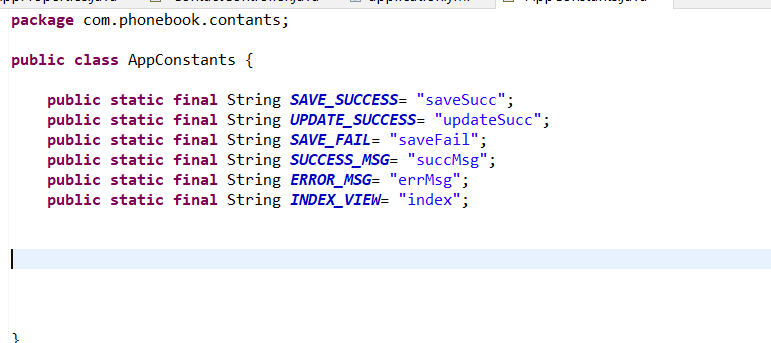 package com.phonebook.contants;
public class AppConstants {
public static final String SAVE_SUCCESS= "saveSucc";
public static final String UPDATE_SUCCESS= "updateSucc";
public static final String SAVE_FAIL= "saveFail";
public static final String SUCCESS_MSG= "succMsg";
public static final String ERROR_MSG= "errMsg";
public static final String INDEX_VIEW= "index";
}